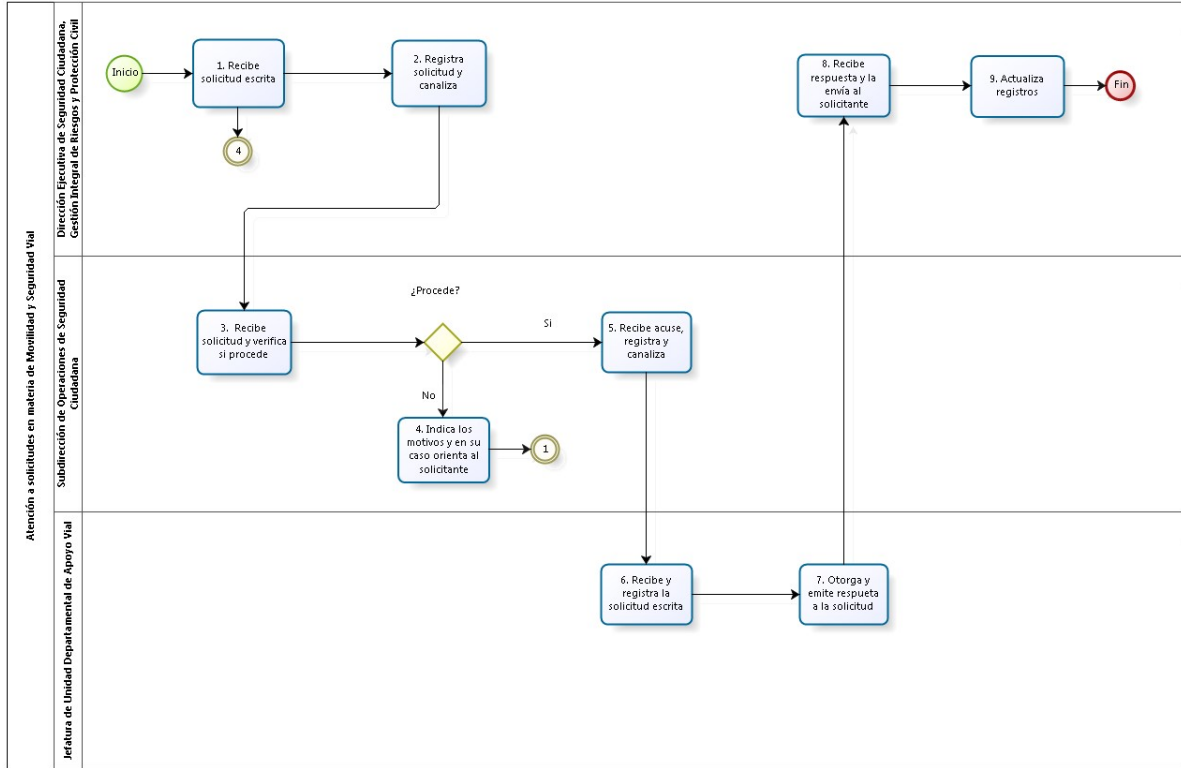 Atención a solicitudes en materia de Movilidad y Seguridad Vial
Dirección Ejecutiva de Seguridad Ciudadana,
Gestión Integral de Riesgos y Protección Civil
Inicio
1. Recibe
solicitud escrita
4
2. Registra
solicitud y
canaliza
8. Recibe
respuesta y la
envía al
solicitante
9. Actualiza
registros
Fin
Subdirección de Operaciones de Seguridad
Ciudadana
3. Recibe
solicitud y verifica
si procede
¿Procede?
Si
No
4. Indica los
motivos y en su
caso orienta al
solicitante
1
5. Recibe acuse,
registra y
canaliza
Jefatura de Unidad Departamental de Apoyo Vial
6. Recibe y
registra la
solicitud escrita
7. Otorga y
emite respueta
a la solicitud